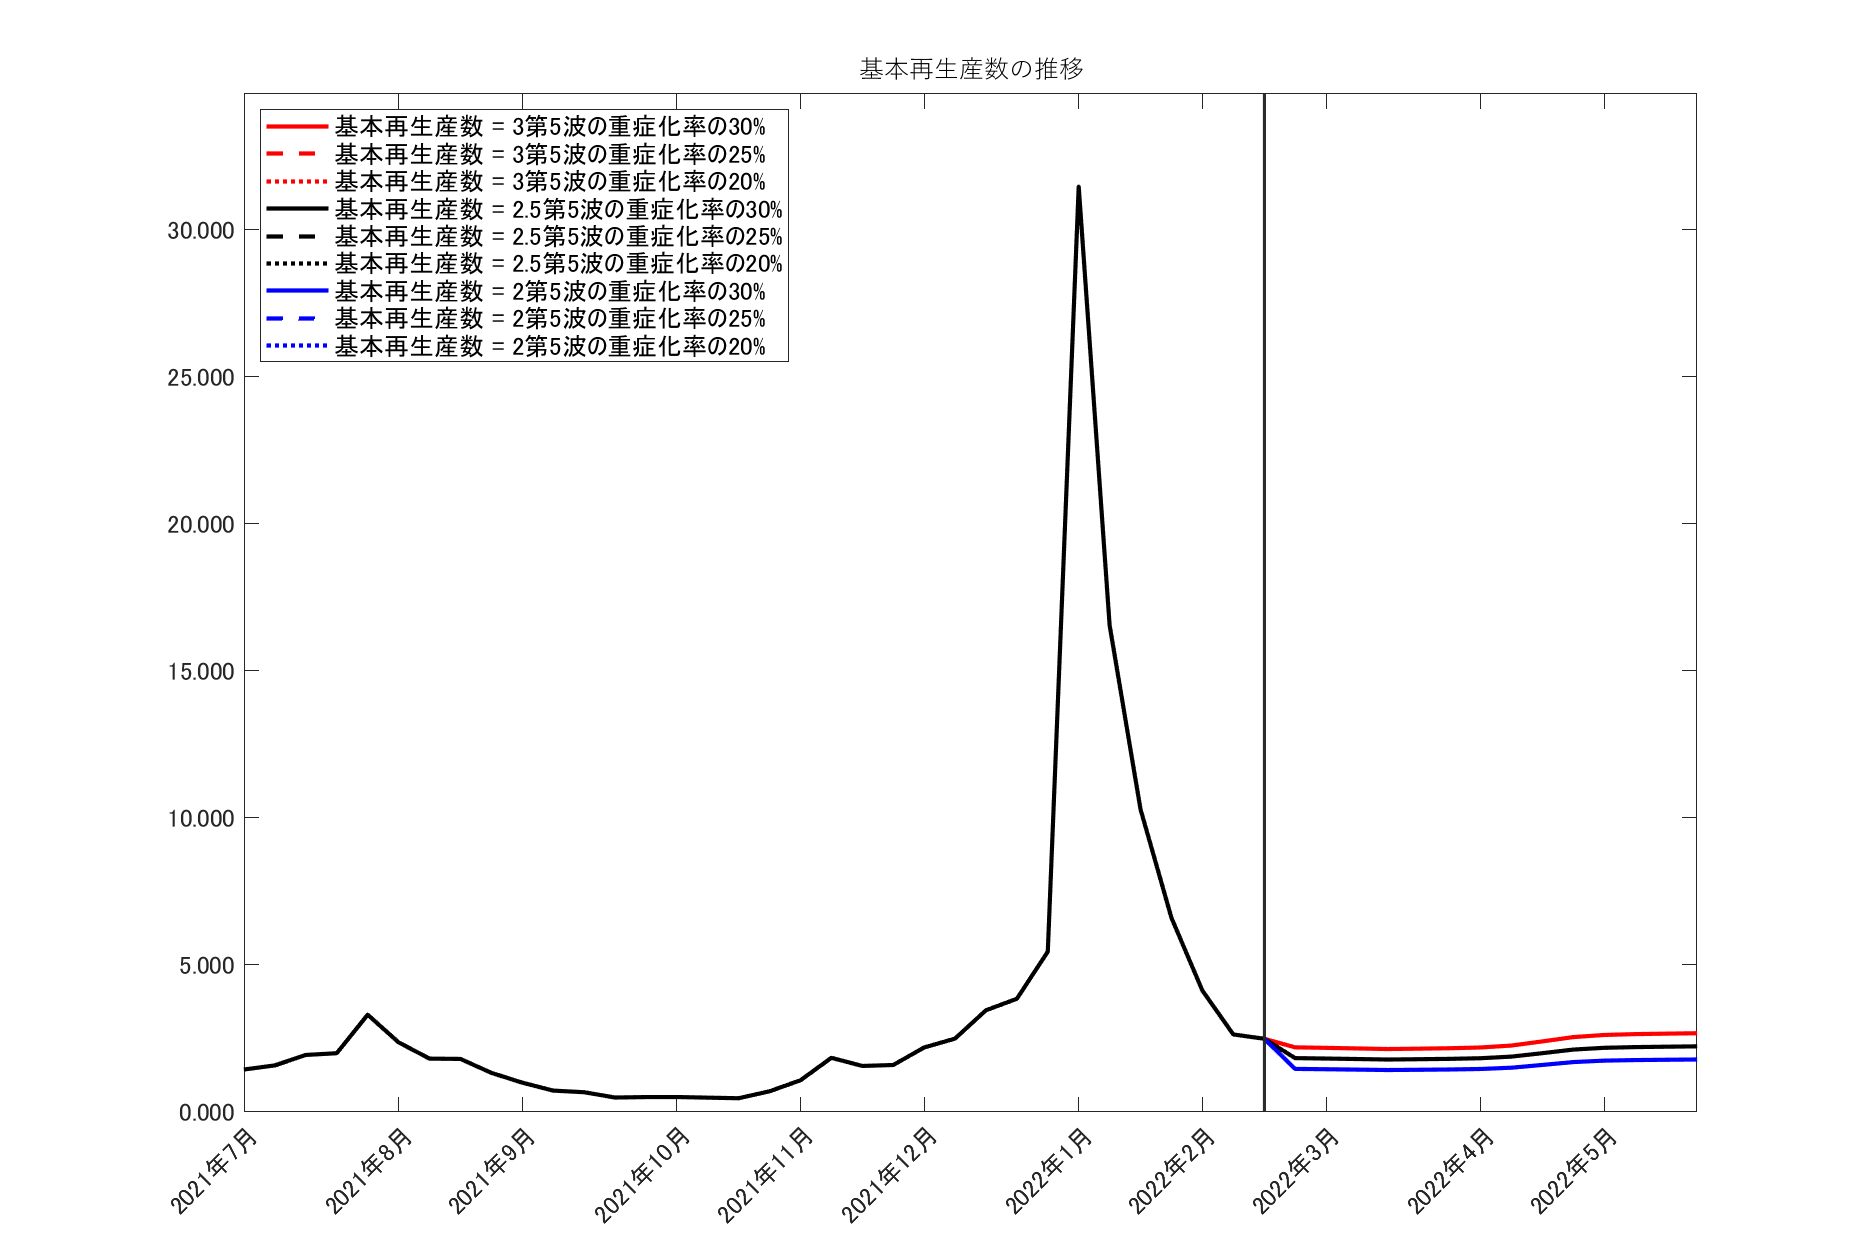 基本再生産数の推移
基本再生産数 = 3第5波の重症化率の30%
基本再生産数 = 3第5波の重症化率の25%
基本再生産数 = 3第5波の重症化率の20%
基本再生産数 = 2.5第5波の重症化率の30%
基本再生産数 = 2.5第5波の重症化率の25%
基本再生産数 = 2.5第5波の重症化率の20%
基本再生産数 = 2第5波の重症化率の30%
基本再生産数 = 2第5波の重症化率の25%
基本再生産数 = 2第5波の重症化率の20%
30.000
25.000
20.000
15.000
10.000
5.000
0.000
2021年7月
2021年8月
2021年9月
2021年10月
2021年11月
2021年12月
2022年1月
2022年2月
2022年3月
2022年4月
2022年5月